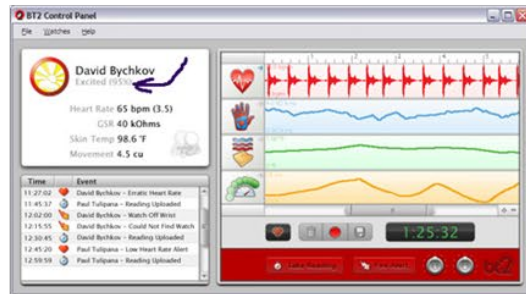 BT2 Control Panel
File Watches Help
David Bychkov
Excited (95%)
Heart Rate 65 bpm (3.5)
GSR 40 kOhms
Skin Temp 98.6 °F
Movement 4.5 cu
Time Event
11:27:02 David Bychkov - Erratic Heart Rate
11:45:37 Paul Tulipana - Reading Uploaded
12:02:00 David Bychkov - Watch Off Wrist
12:15:55 David Bychkov - Could Not Find Watch
12:30:45 David Bychkov - Reading Uploaded
12:45:20 Paul Tulipana - Low Heart Rate Alert
12:59:59 Paul Tulipana - Reading Uploaded
1:25:32
Take Reading
bt2